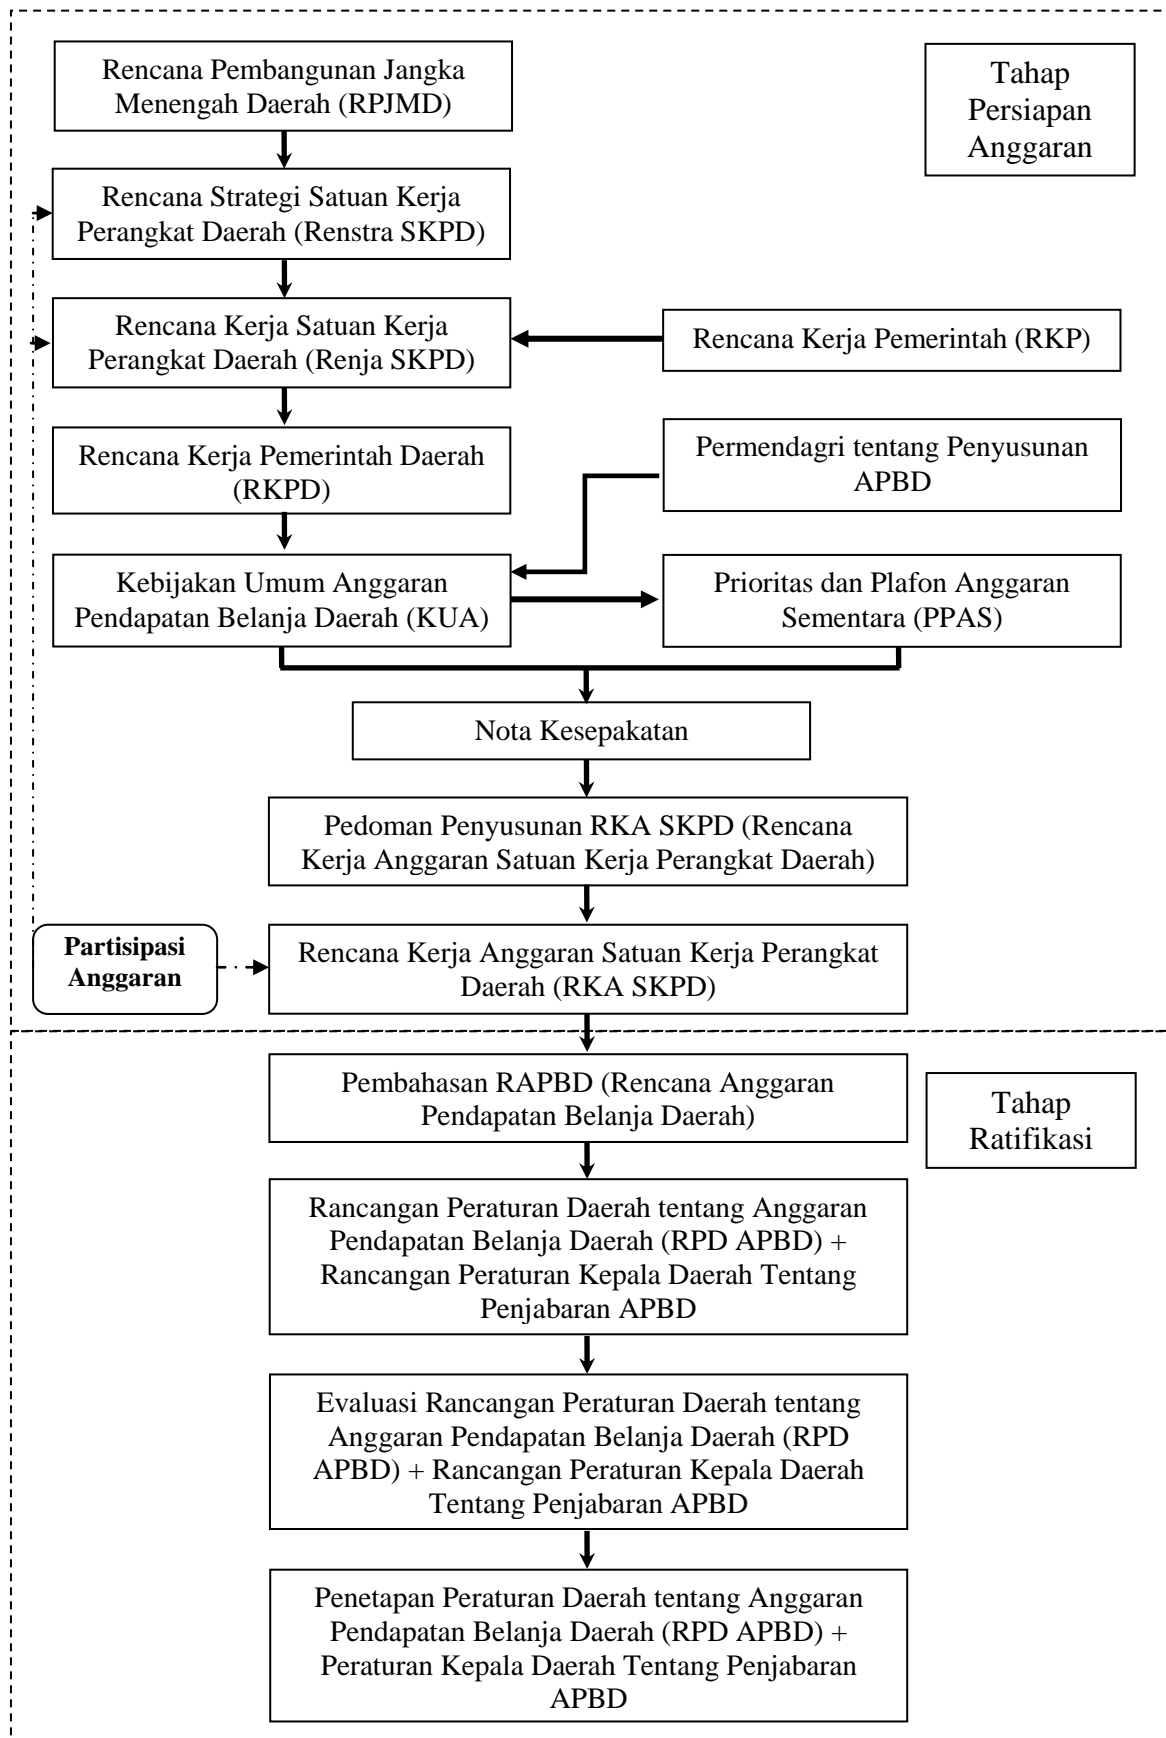 Rencana Pembangunan Jangka
Menengah Daerah (RPJMD)
Tahap
Persiapan
Anggaran
Rencana Strategi Satuan Kerja
Perangkat Daerah (Renstra SKPD)
Rencana Kerja Satuan Kerja
Perangkat Daerah (Renja SKPD)
Rencana Kerja Pemerintah (RKP)
Rencana Kerja Pemerintah Daerah
(RKPD)
Permendagri tentang Penyusunan
APBD
Kebijakan Umum Anggaran
Pendapatan Belanja Daerah (KUA)
Prioritas dan Plafon Anggaran
Sementara (PPAS)
Nota Kesepakatan
Pedoman Penyusunan RKA SKPD (Rencana
Kerja Anggaran Satuan Kerja Perangkat Daerah)
Partisipasi
Anggaran
Rencana Kerja Anggaran Satuan Kerja Perangkat
Daerah (RKA SKPD)
Pembahasan RAPBD (Rencana Anggaran
Pendapatan Belanja Daerah)
Tahap
Ratifikasi
Rancangan Peraturan Daerah tentang Anggaran
Pendapatan Belanja Daerah (RPD APBD) +
Rancangan Peraturan Kepala Daerah Tentang
Penjabaran APBD
Evaluasi Rancangan Peraturan Daerah tentang
Anggaran Pendapatan Belanja Daerah (RPD
APBD) + Rancangan Peraturan Kepala Daerah
Tentang Penjabaran APBD
Penetapan Peraturan Daerah tentang Anggaran
Pendapatan Belanja Daerah (RPD APBD) +
Peraturan Kepala Daerah Tentang Penjabaran
APBD